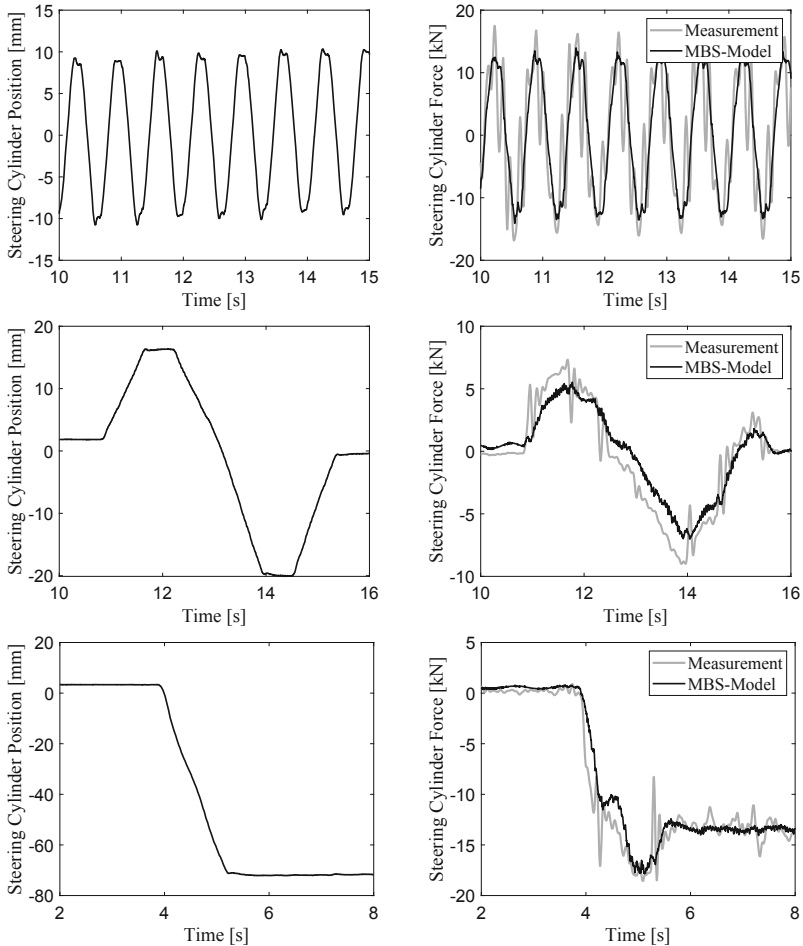 Steering Cylinder Position [mm]
15
10
5
0
-5
-10
-15
10 11 12 13 14 15
Time [s]
Steering Cylinder Force [kN]
20
10
0
-10
-20
10 11 12 13 14 15
Time [s]
Measurement
MBS-Model
Steering Cylinder Position [mm]
20
10
0
-10
-20
10 12 14 16
Time [s]
Steering Cylinder Force [kN]
10
5
0
-5
-10
10 12 14 16
Time [s]
Measurement
MBS-Model
Steering Cylinder Position [mm]
20
0
-20
-40
-60
-80
2 4 6 8
Time [s]
Steering Cylinder Force [kN]
5
0
-5
-10
-15
-20
2 4 6 8
Time [s]
Measurement
MBS-Model